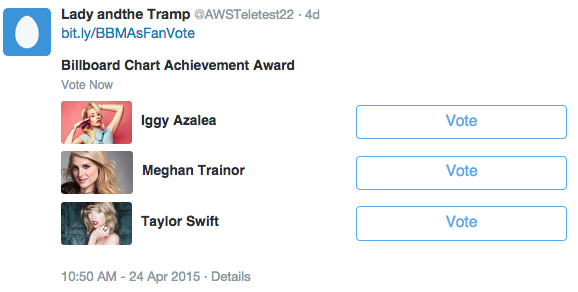 Lady andthe Tramp @AWSTeletest22 · 4d
bit.ly/BBMAsFanVote
Billboard Chart Achievement Award
Vote Now
Iggy Azalea Vote
Meghan Trainor Vote
Taylor Swift Vote
10:50 AM - 24 Apr 2015 · Details